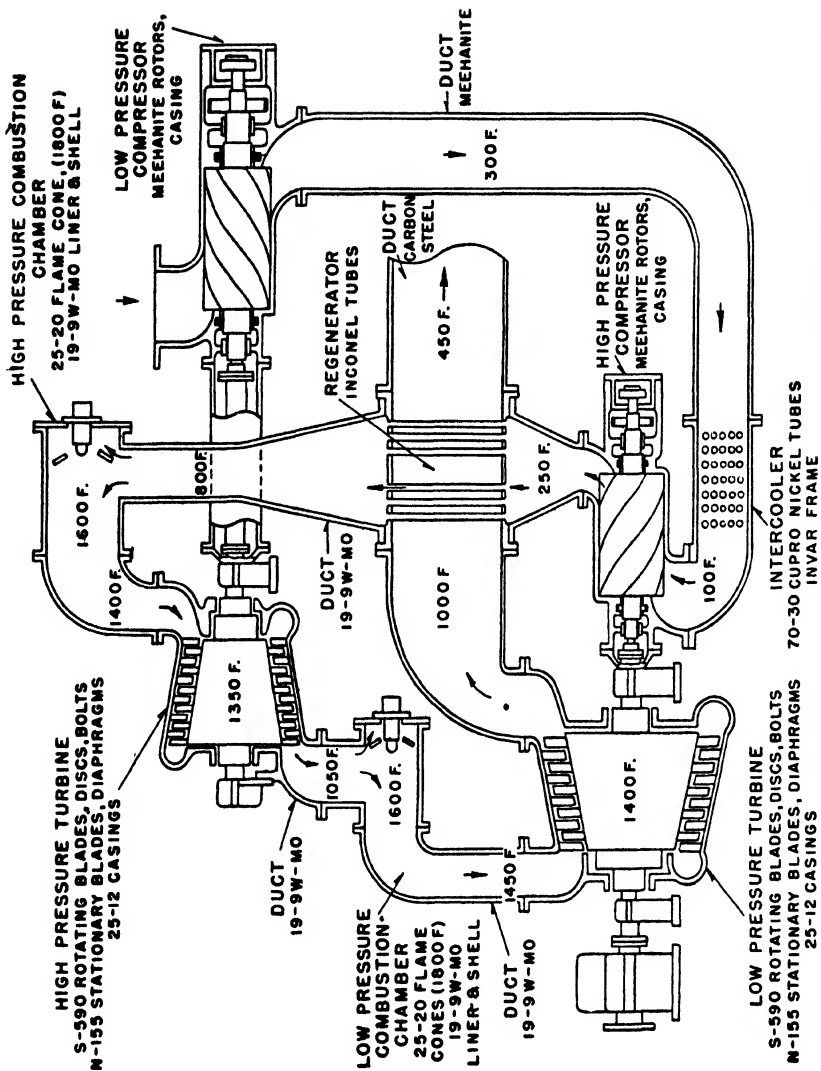 HIGH PRESSURE COMBUSTION
CHAMBER
25-20 FLAME CONE, (1800 F)
19-9W-MO LINER & SHELL
LOW PRESSURE
COMPRESSOR
MEEHANITE ROTORS,
CASING
DUCT
MEEHANITE
300 F.
1600 F.
1400 F.
800 F.
HIGH PRESSURE TURBINE
S-590 ROTATING BLADES, DISCS, BOLTS
N-155 STATIONARY BLADES, DIAPHRAGMS
25-12 CASINGS
1350 F.
1050 F.
DUCT
19-9W-MO
DUCT
19-9W-MO
REGENERATOR
INCONEL TUBES
DUCT
CARBON
STEEL
450 F.
250 F.
1000 F
HIGH PRESSURE
COMPRESSOR
MEEHANITE ROTORS,
CASING
100 F.
INTERCOOLER
70-30 CUPRO NICKEL TUBES
INVAR FRAME
1600 F.
LOW PRESSURE
COMBUSTION
CHAMBER
25-20 FLAME
CONES (1800 F)
19-9W-MO
LINER & SHELL
1450 F
DUCT
19-9W-MO
1400 F.
LOW PRESSURE TURBINE
S-590 ROTATING BLADES, DISCS, BOLTS
N-155 STATIONARY BLADES, DIAPHRAGMS
25-12 CASINGS